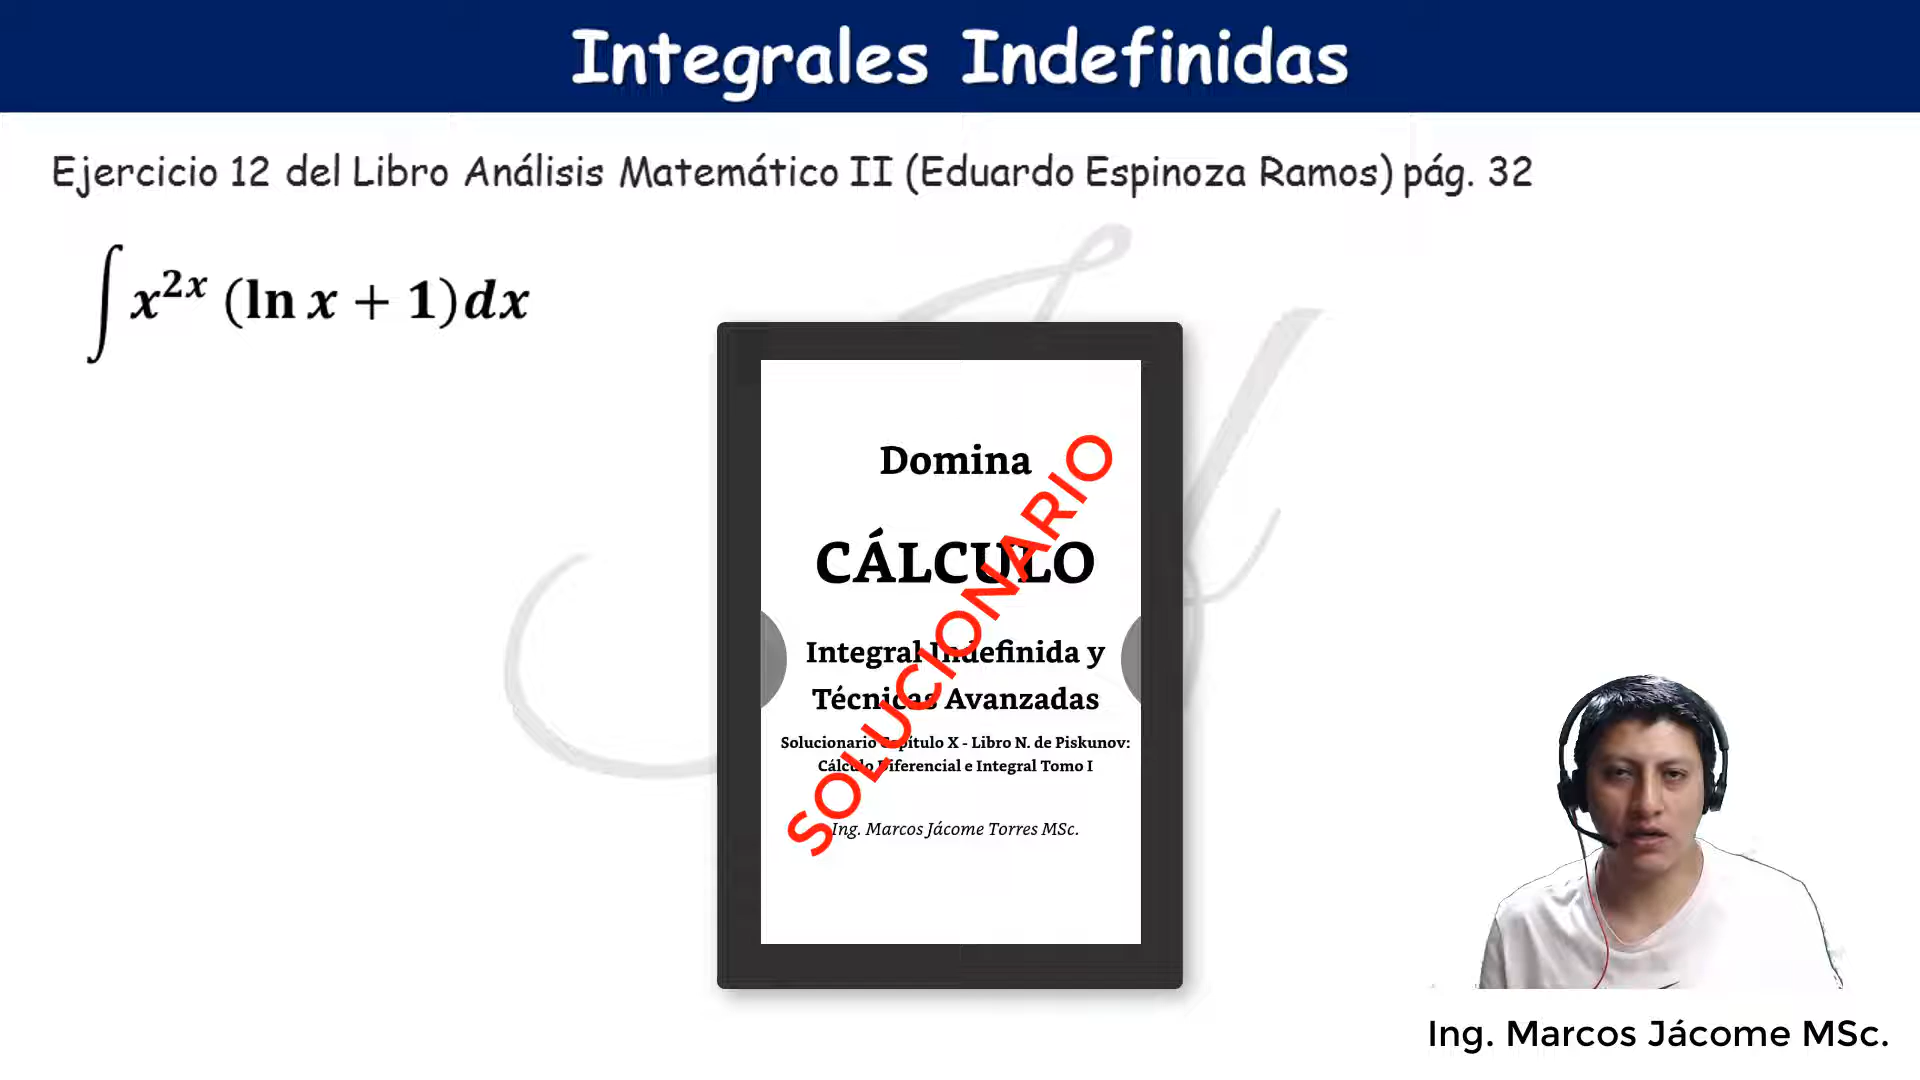 Integrales Indefinidas
Ejercicio 12 del Libro Análisis Matemático II (Eduardo Espinoza Ramos) pág. 32
∫ x^{2x} (ln x + 1)dx
Domina
CÁLCULO
Integral Indefinida y
Técnicas Avanzadas
Solucionario Capítulo X - Libro N. de Piskunov:
Cálculo Diferencial e Integral Tomo I
Ing. Marcos Jácome Torres MSc.
SOLUCIONARIO
Ing. Marcos Jácome MSc.